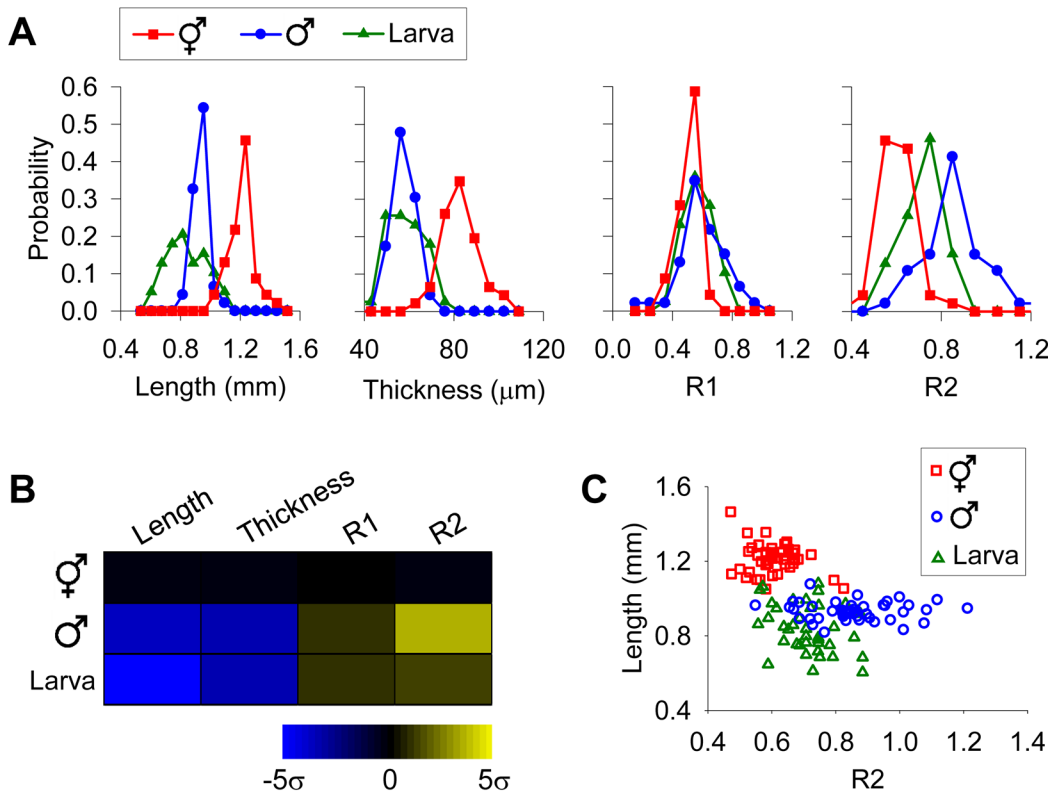 A
⚥ ♂ Larva
Probability
0.6
0.5
0.4
0.3
0.2
0.1
0.0
0.4 0.8 1.2 1.6
Length (mm)
40 80 120
Thickness (μm)
0.0 0.4 0.8 1.2
R1
0.4 0.8 1.2
R2
B
Length Thickness R1 R2
⚥
♂
Larva
-5σ 0 5σ
C
⚥
♂
Larva
Length (mm)
1.6
1.2
0.8
0.4
0.4 0.6 0.8 1.0 1.2 1.4
R2